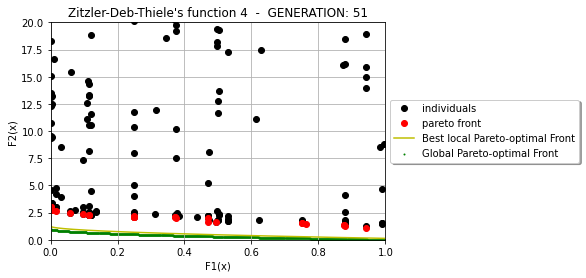 Zitzler-Deb-Thiele's function 4 - GENERATION: 51
20.0
17.5
15.0
12.5
10.0
7.5
5.0
2.5
0.0
F2(x)
0.0 0.2 0.4 0.6 0.8 1.0
F1(x)
individuals
pareto front
Best local Pareto-optimal Front
Global Pareto-optimal Front